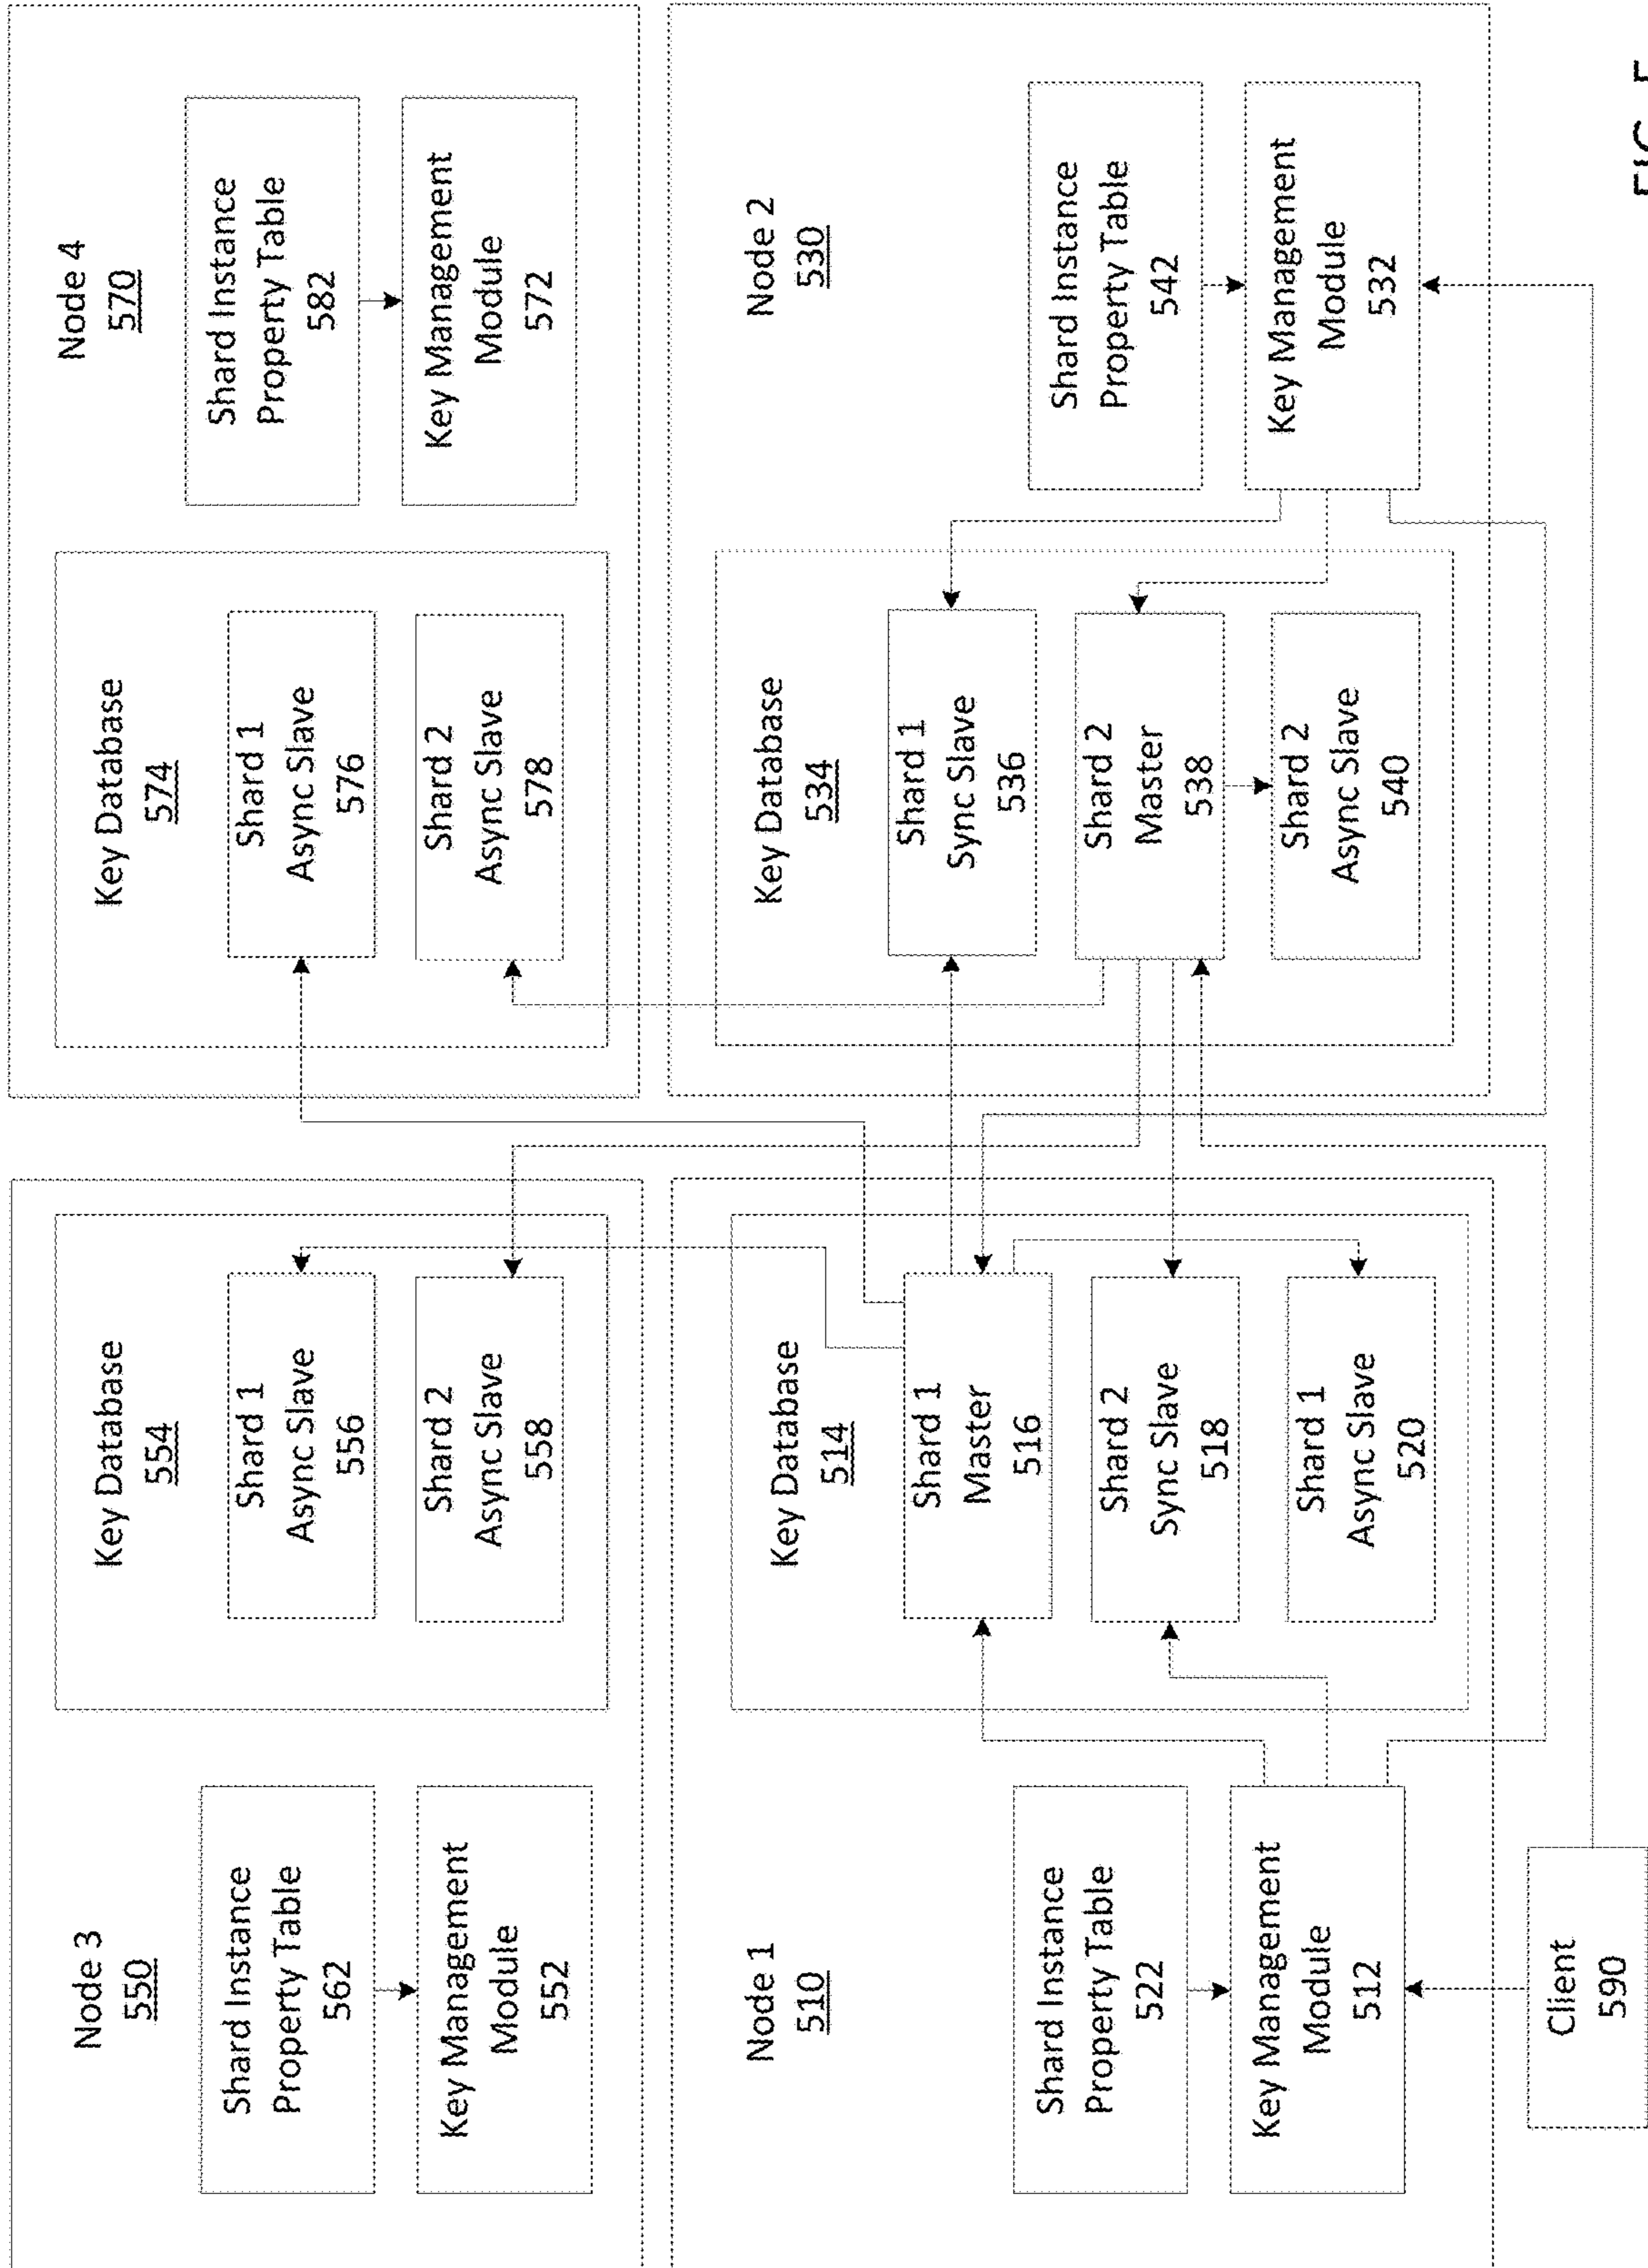 Node 3
550
Shard Instance
Property Table
562
Key Management
Module
552
Key Database
554
Shard 1
Async Slave
556
Shard 2
Async Slave
558
Node 4
570
Key Database
574
Shard 1
Async Slave
576
Shard 2
Async Slave
578
Shard Instance
Property Table
582
Key Management
Module
572
Node 1
510
Shard Instance
Property Table
522
Key Management
Module
512
Key Database
514
Shard 1
Master
516
Shard 2
Sync Slave
518
Shard 1
Async Slave
520
Node 2
530
Key Database
534
Shard 1
Sync Slave
536
Shard 2
Master
538
Shard 2
Async Slave
540
Shard Instance
Property Table
542
Key Management
Module
532
Client
590